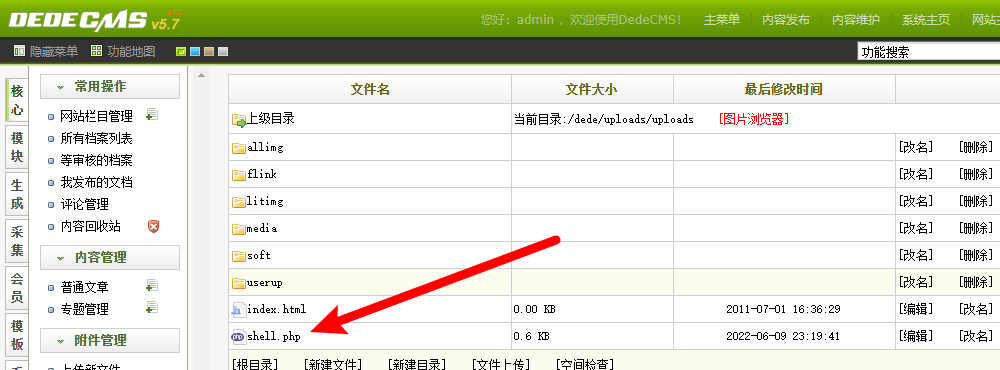 DEDECMS v5.7 SP2
您好：admin ，欢迎使用DedeCMS！ 主菜单 内容发布 内容维护 系统主页 网站主
隐藏菜单 功能地图 功能搜索
核心
模块
生成
采集
会员
模板
常用操作
网站栏目管理
所有档案列表
等审核的档案
我发布的文档
评论管理
内容回收站
内容管理
普通文章
专题管理
附件管理
上传新文件
文件名 文件大小 最后修改时间
上级目录 当前目录:/dede/uploads/uploads [图片浏览器]
allimg [改名] [删除]
flink [改名] [删除]
litimg [改名] [删除]
media [改名] [删除]
soft [改名] [删除]
userup [改名] [删除]
index.html 0.00 KB 2011-07-01 16:36:29 [编辑] [改名]
shell.php 0.6 KB 2022-06-09 23:19:41 [编辑] [改名]
[根目录] [新建文件] [新建目录] [文件上传] [空间检查]